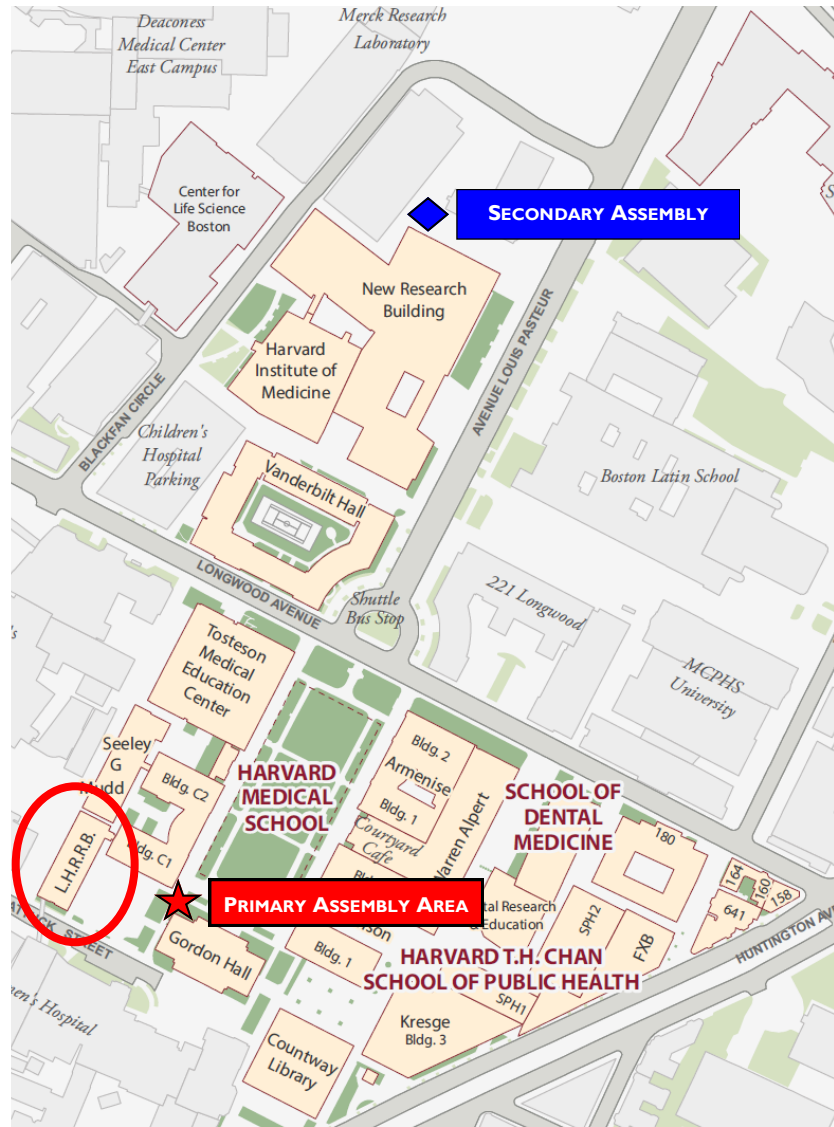 Deaconess
Medical Center
East Campus
Merck Research
Laboratory
Center for
Life Science
Boston
SECONDARY ASSEMBLY
New Research
Building
Harvard
Institute of
Medicine
AVENUE LOUIS PASTEUR
BLACKFAN CIRCLE
Children's
Hospital
Parking
Vanderbilt Hall
Boston Latin School
LONGWOOD AVENUE
Shuttle
Bus Stop
221 Longwood
MCPHS
University
Tosteson
Medical
Education
Center
Seeley
G
Mudd
Bldg. C2
Bldg. C1
L.H.R.R.B.
HARVARD
MEDICAL
SCHOOL
Bldg. 2
Armenise
Bldg. 1
Courtyard
Cafe
Warren Alpert
SCHOOL OF
DENTAL
MEDICINE
180
164
160
158
641
PRIMARY ASSEMBLY AREA
Research
& Education
SPH2
FXB
HUNTINGTON AV
STREET
Gordon Hall
Bldg. 1
HARVARD T.H. CHAN
SCHOOL OF PUBLIC HEALTH
SPH1
Kresge
Bldg. 3
Hospital
Countway
Library